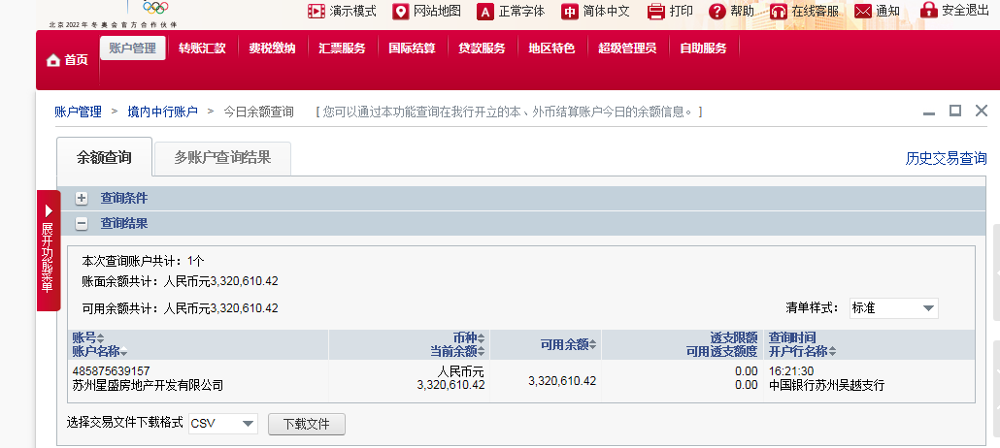 北京2022年冬奥会官方合作伙伴
演示模式 网站地图 A 正常字体 中 简体中文 打印 ? 帮助 在线客服 通知 安全退出
首页 账户管理 转账汇款 费税缴纳 汇票服务 国际结算 贷款服务 地区特色 超级管理员 自助服务
账户管理 > 境内中行账户 > 今日余额查询 [ 您可以通过本功能查询在我行开立的本、外币结算账户今日的余额信息。 ]
余额查询 多账户查询结果 历史交易查询
查询条件
查询结果
展开功能菜单
本次查询账户共计：1个
账面余额共计：人民币元3,320,610.42
可用余额共计：人民币元3,320,610.42
清单样式： 标准
账号 币种 可用余额 透支限额 查询时间
账户名称 当前余额 可用透支额度 开户行名称
485875639157 人民币元 3,320,610.42 0.00 16:21:30
苏州星盛房地产开发有限公司 3,320,610.42 0.00 中国银行苏州吴越支行
选择交易文件下载格式 CSV 下载文件